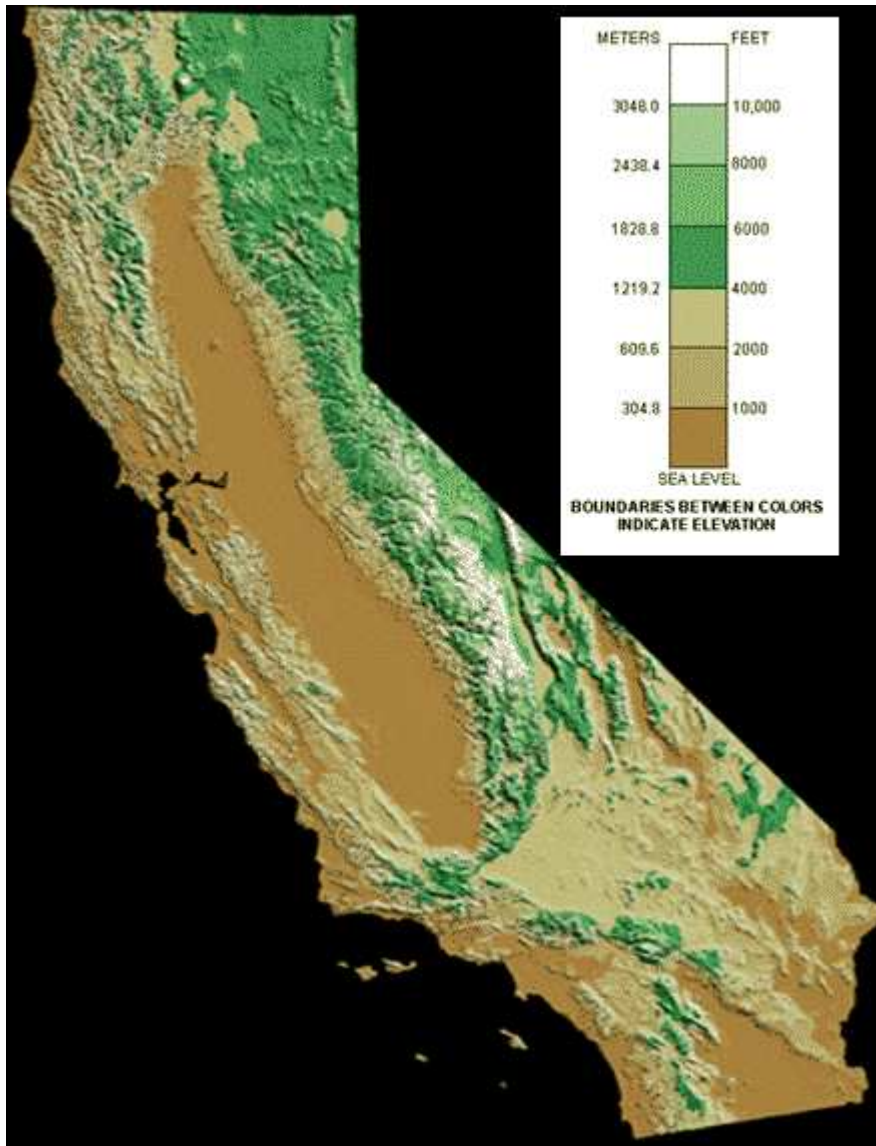 METERS FEET
3048.0 10,000
2438.4 8000
1828.8 6000
1219.2 4000
609.6 2000
304.8 1000
SEA LEVEL
BOUNDARIES BETWEEN COLORS
INDICATE ELEVATION